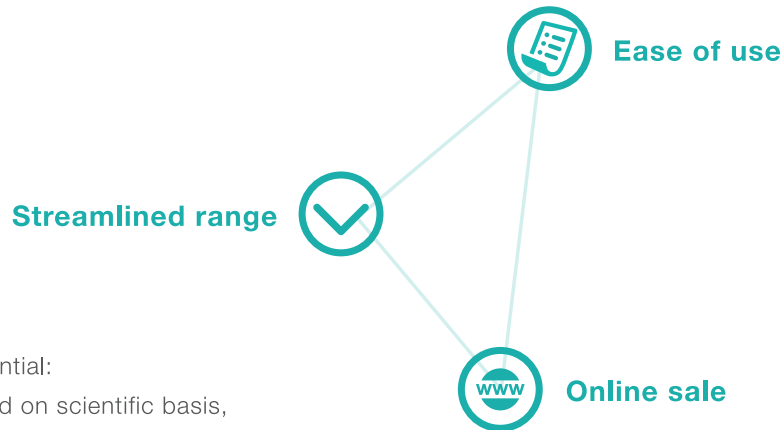 Ease of use
Streamlined range
ntial:
d on scientific basis,
www
Online sale